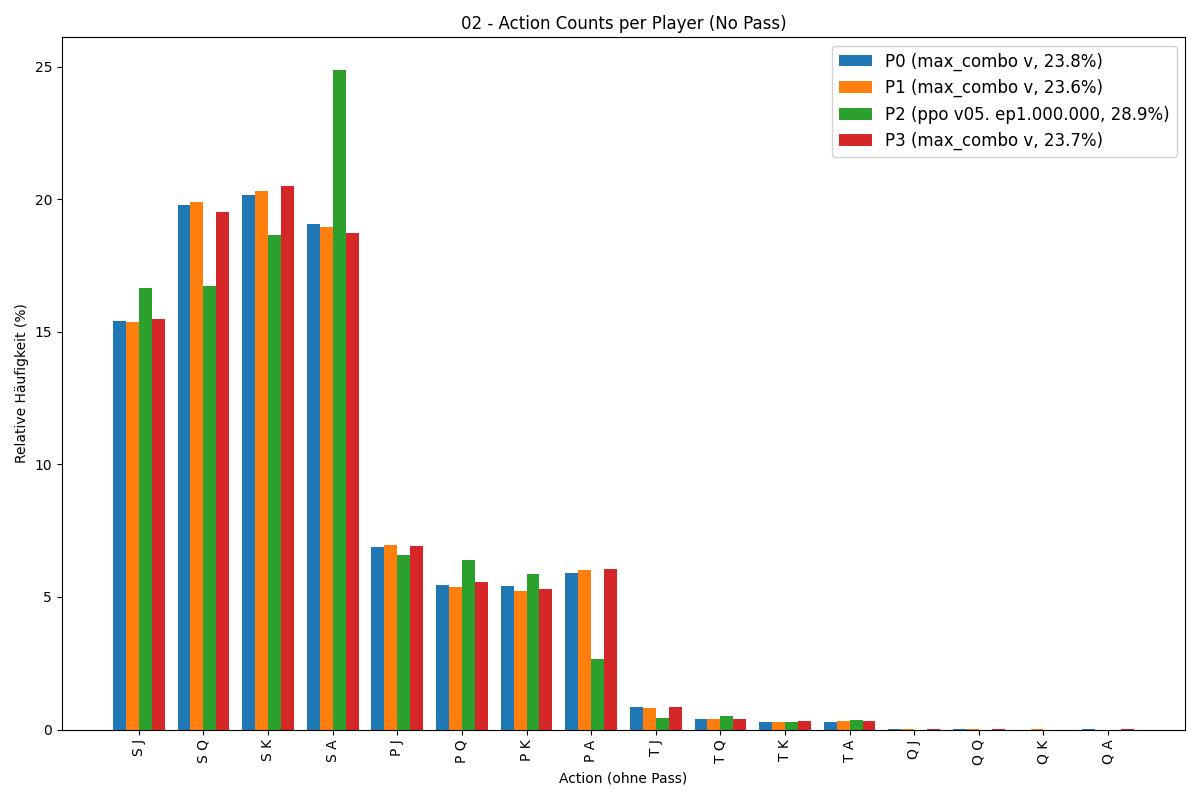 02 - Action Counts per Player (No Pass)
P0 (max_combo v, 23.8%)
P1 (max_combo v, 23.6%)
P2 (ppo v05. ep1.000.000, 28.9%)
P3 (max_combo v, 23.7%)
Relative Häufigkeit (%)
25
20
15
10
5
0
S J
S Q
S K
S A
P J
P Q
P K
P A
T J
T Q
T K
T A
Q J
Q Q
Q K
Q A
Action (ohne Pass)